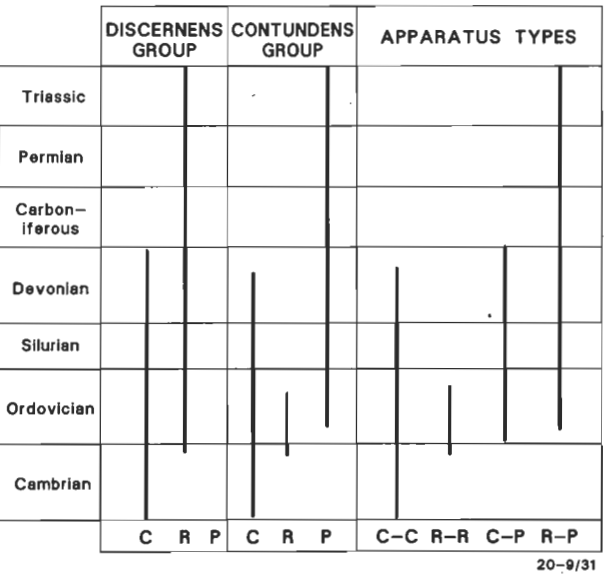 DISCERNENS GROUP
CONTUNDENS GROUP
APPARATUS TYPES
Triassic
Permian
Carbon—
iferous
Devonian
Silurian
Ordovician
Cambrian
C R P C R P C–C R–R C–P R–P
20–9/31